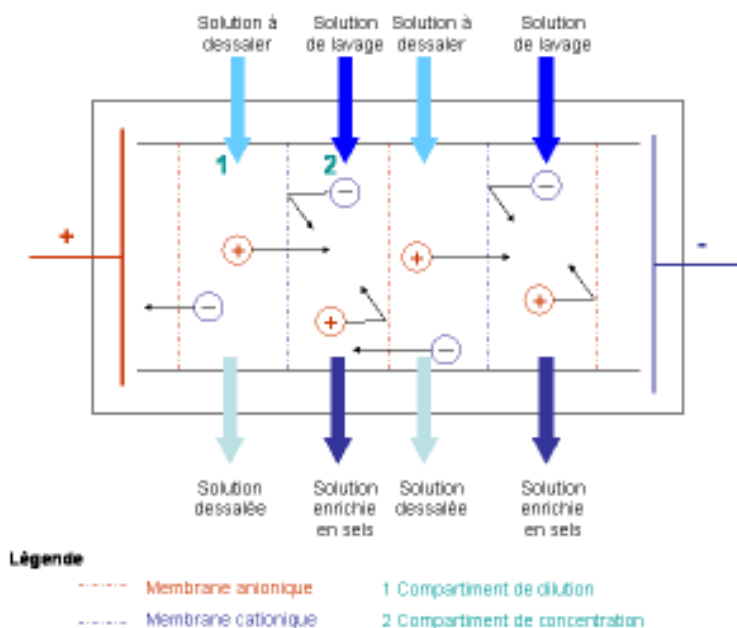 Solution à
dessaler
Solution
de lavage
Solution à
dessaler
Solution
de lavage
1
2
−
−
+
+
+
-
−
+
+
−
Solution
dessalée
Solution
enrichie
en sels
Solution
dessalée
Solution
enrichie
en sels
Légende
Membrane anionique
1 Compartiment de dilution
Membrane cationique
2 Compartiment de concentration